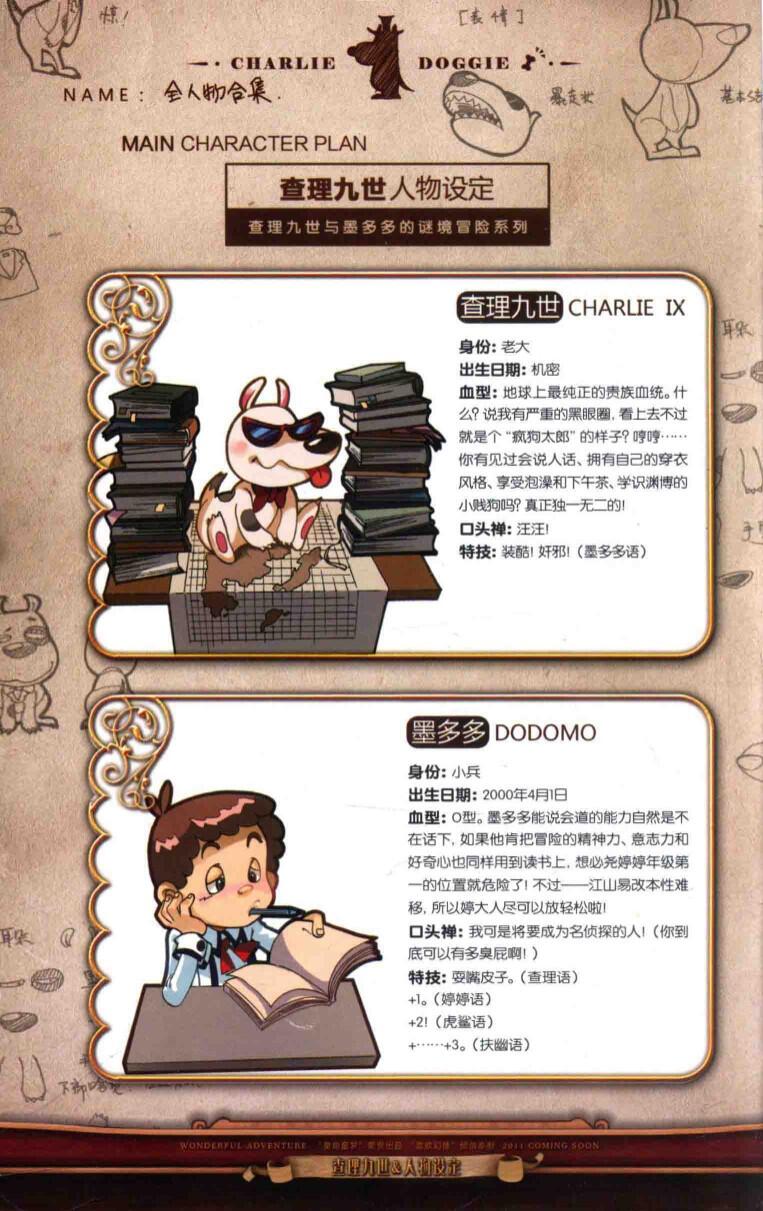 惊！
[表情]
CHARLIE DOGGIE
NAME: 全人物合集.
暴走状
MAIN CHARACTER PLAN
查理九世人物设定
查理九世与墨多多的谜境冒险系列
查理九世 CHARLIE IX
身份: 老大
出生日期: 机密
血型: 地球上最纯正的贵族血统。什
么? 说我有严重的黑眼圈, 看上去不过
就是个“疯狗太郎”的样子? 哼哼……
你有见过会说人话、拥有自己的穿衣
风格、享受泡澡和下午茶、学识渊博的
小贱狗吗? 真正独一无二的!
口头禅: 汪汪!
特技: 装酷! 奸邪! (墨多多语)
墨多多 DODOMO
身份: 小兵
出生日期: 2000年4月1日
血型: O型。墨多多能说会道的能力自然是不
在话下, 如果他肯把冒险的精神力、意志力和
好奇心也同样用到读书上, 想必尧婷婷年级第
一的位置就危险了! 不过——江山易改本性难
移, 所以婷大人尽可以放轻松啦!
口头禅: 我可是将要成为名侦探的人! (你到
底可以有多臭屁啊! )
特技: 耍嘴皮子。(查理语)
+1。(婷婷语)
+2! (虎鲨语)
+……+3。(扶幽语)
WONDERFUL ADVENTURE 2011 COMING SOON
查理九世&人物设定